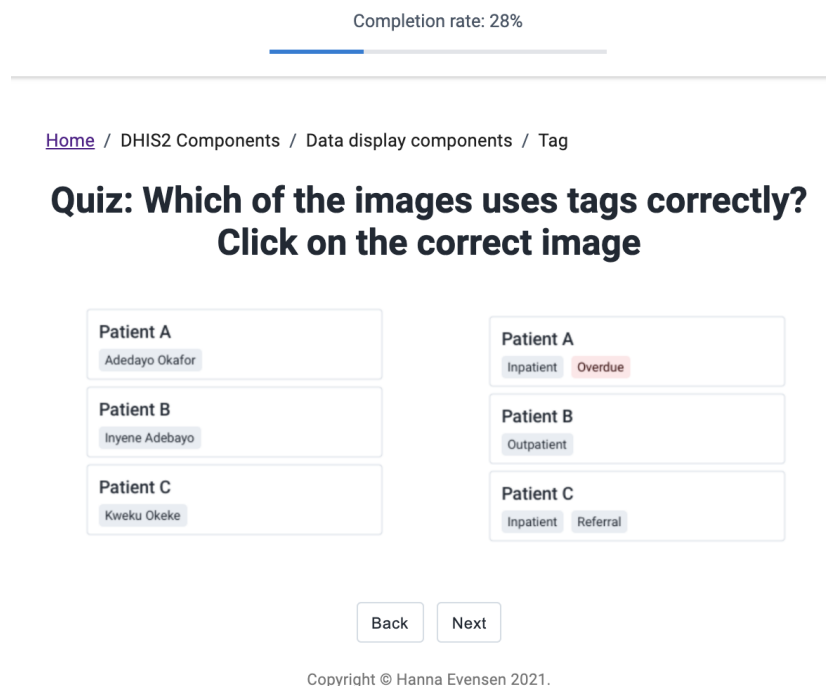 Completion rate: 28%
Home / DHIS2 Components / Data display components / Tag
Quiz: Which of the images uses tags correctly?
Click on the correct image
Patient A
Adedayo Okafor
Patient B
Inyene Adebayo
Patient C
Kweku Okeke
Patient A
Inpatient Overdue
Patient B
Outpatient
Patient C
Inpatient Referral
Back Next
Copyright © Hanna Evensen 2021.